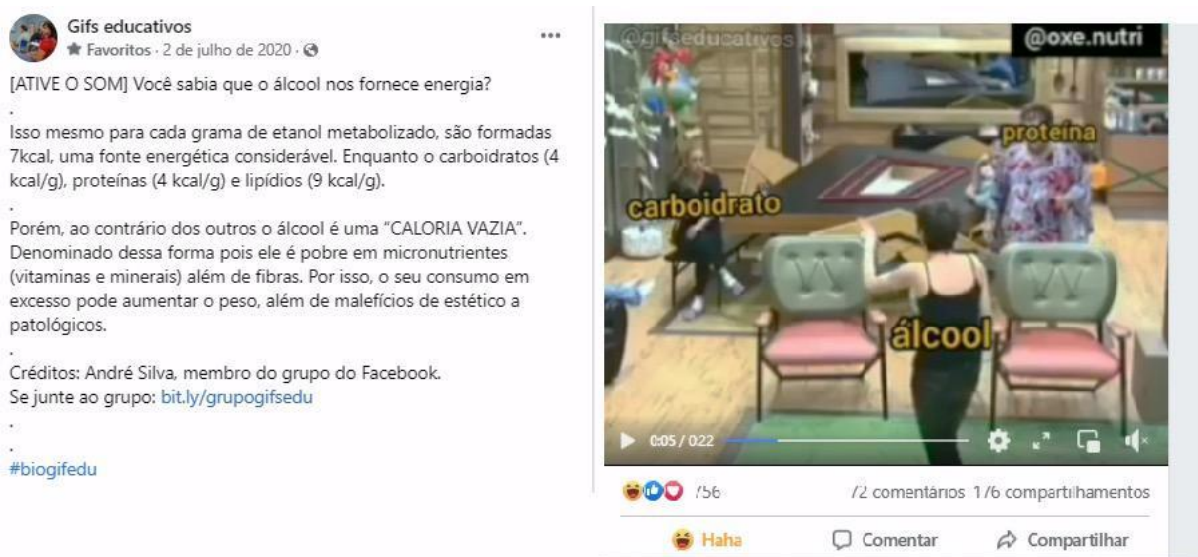 Gifs educativos
Favoritos · 2 de julho de 2020 ·
[ATIVE O SOM] Você sabia que o álcool nos fornece energia?
.
Isso mesmo para cada grama de etanol metabolizado, são formadas
7kcal, uma fonte energética considerável. Enquanto o carboidratos (4
kcal/g), proteínas (4 kcal/g) e lipídios (9 kcal/g).
.
Porém, ao contrário dos outros o álcool é uma “CALORIA VAZIA”.
Denominado dessa forma pois ele é pobre em micronutrientes
(vitaminas e minerais) além de fibras. Por isso, o seu consumo em
excesso pode aumentar o peso, além de malefícios de estético a
patológicos.
.
Créditos: André Silva, membro do grupo do Facebook.
Se junte ao grupo: bit.ly/grupogifsedu
.
.
#biogifedu
@gifseducativos
@oxe.nutri
proteína
carboidrato
álcool
0:05 / 0:22
756
72 comentários 176 compartilhamentos
Haha
Comentar
Compartilhar